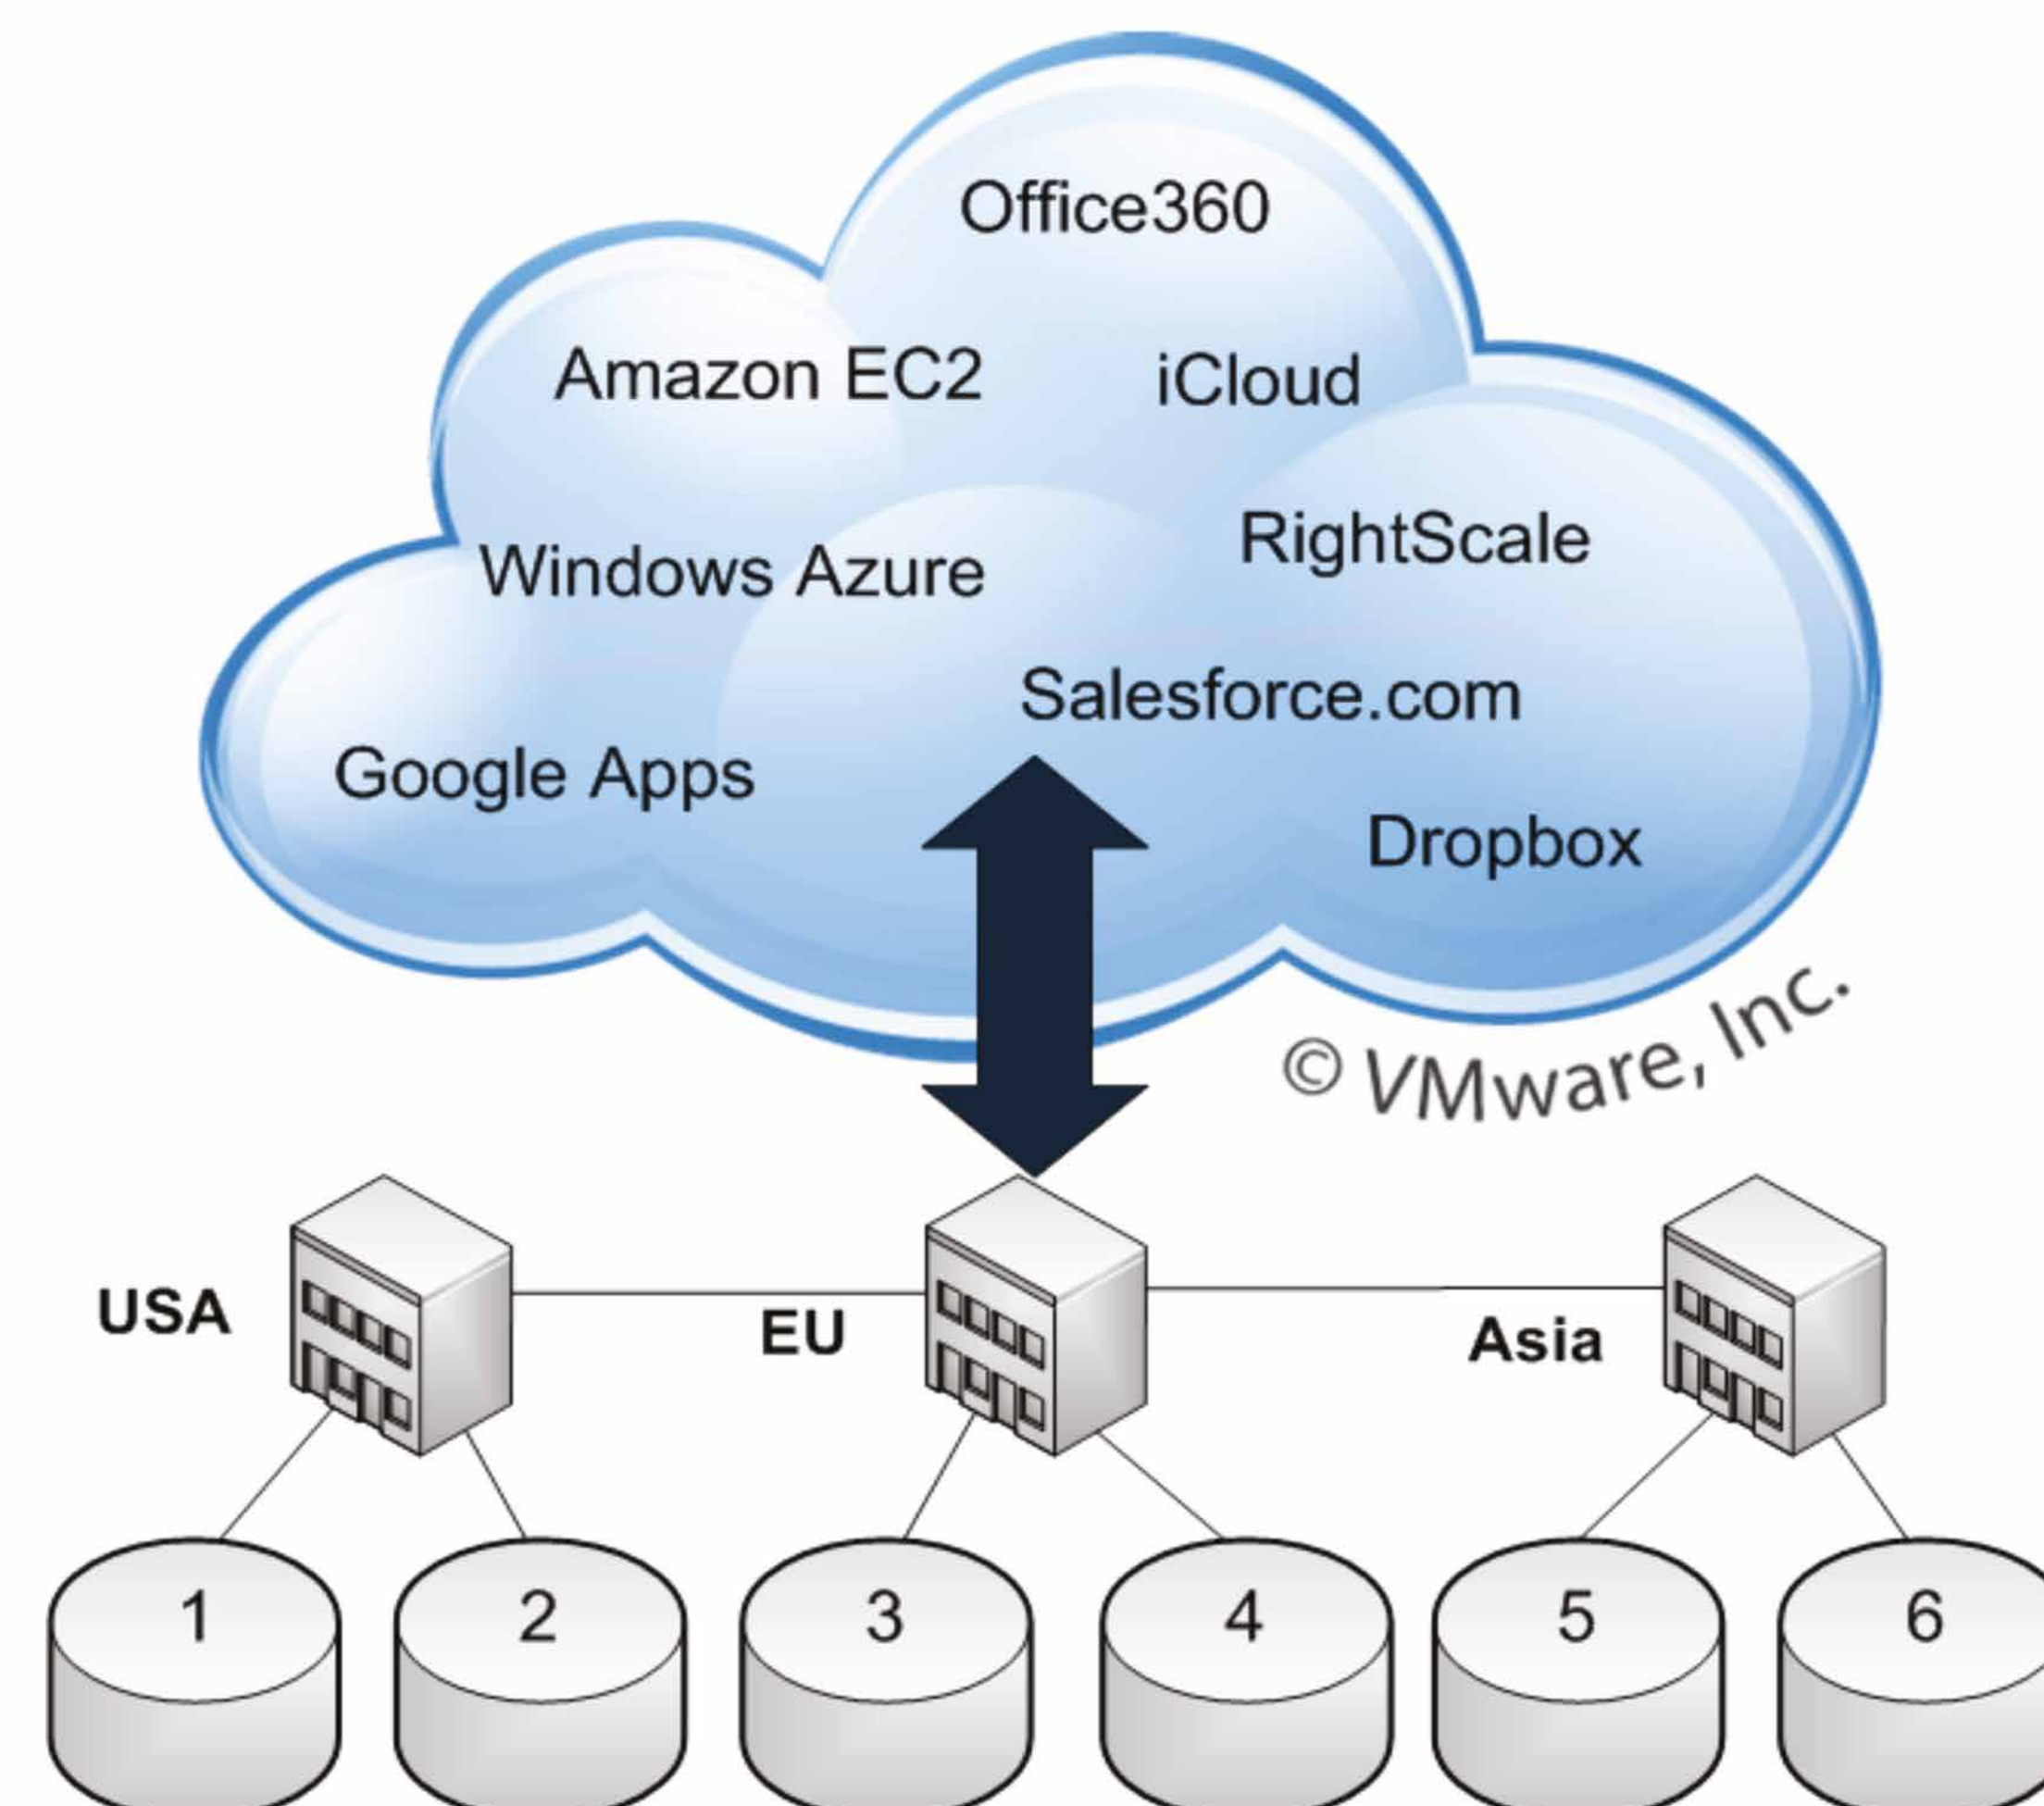 Office360
Amazon EC2
iCloud
RightScale
Windows Azure
Salesforce.com
Google Apps
Dropbox
© VMware, Inc.
USA
EU
Asia
1
2
3
4
5
6